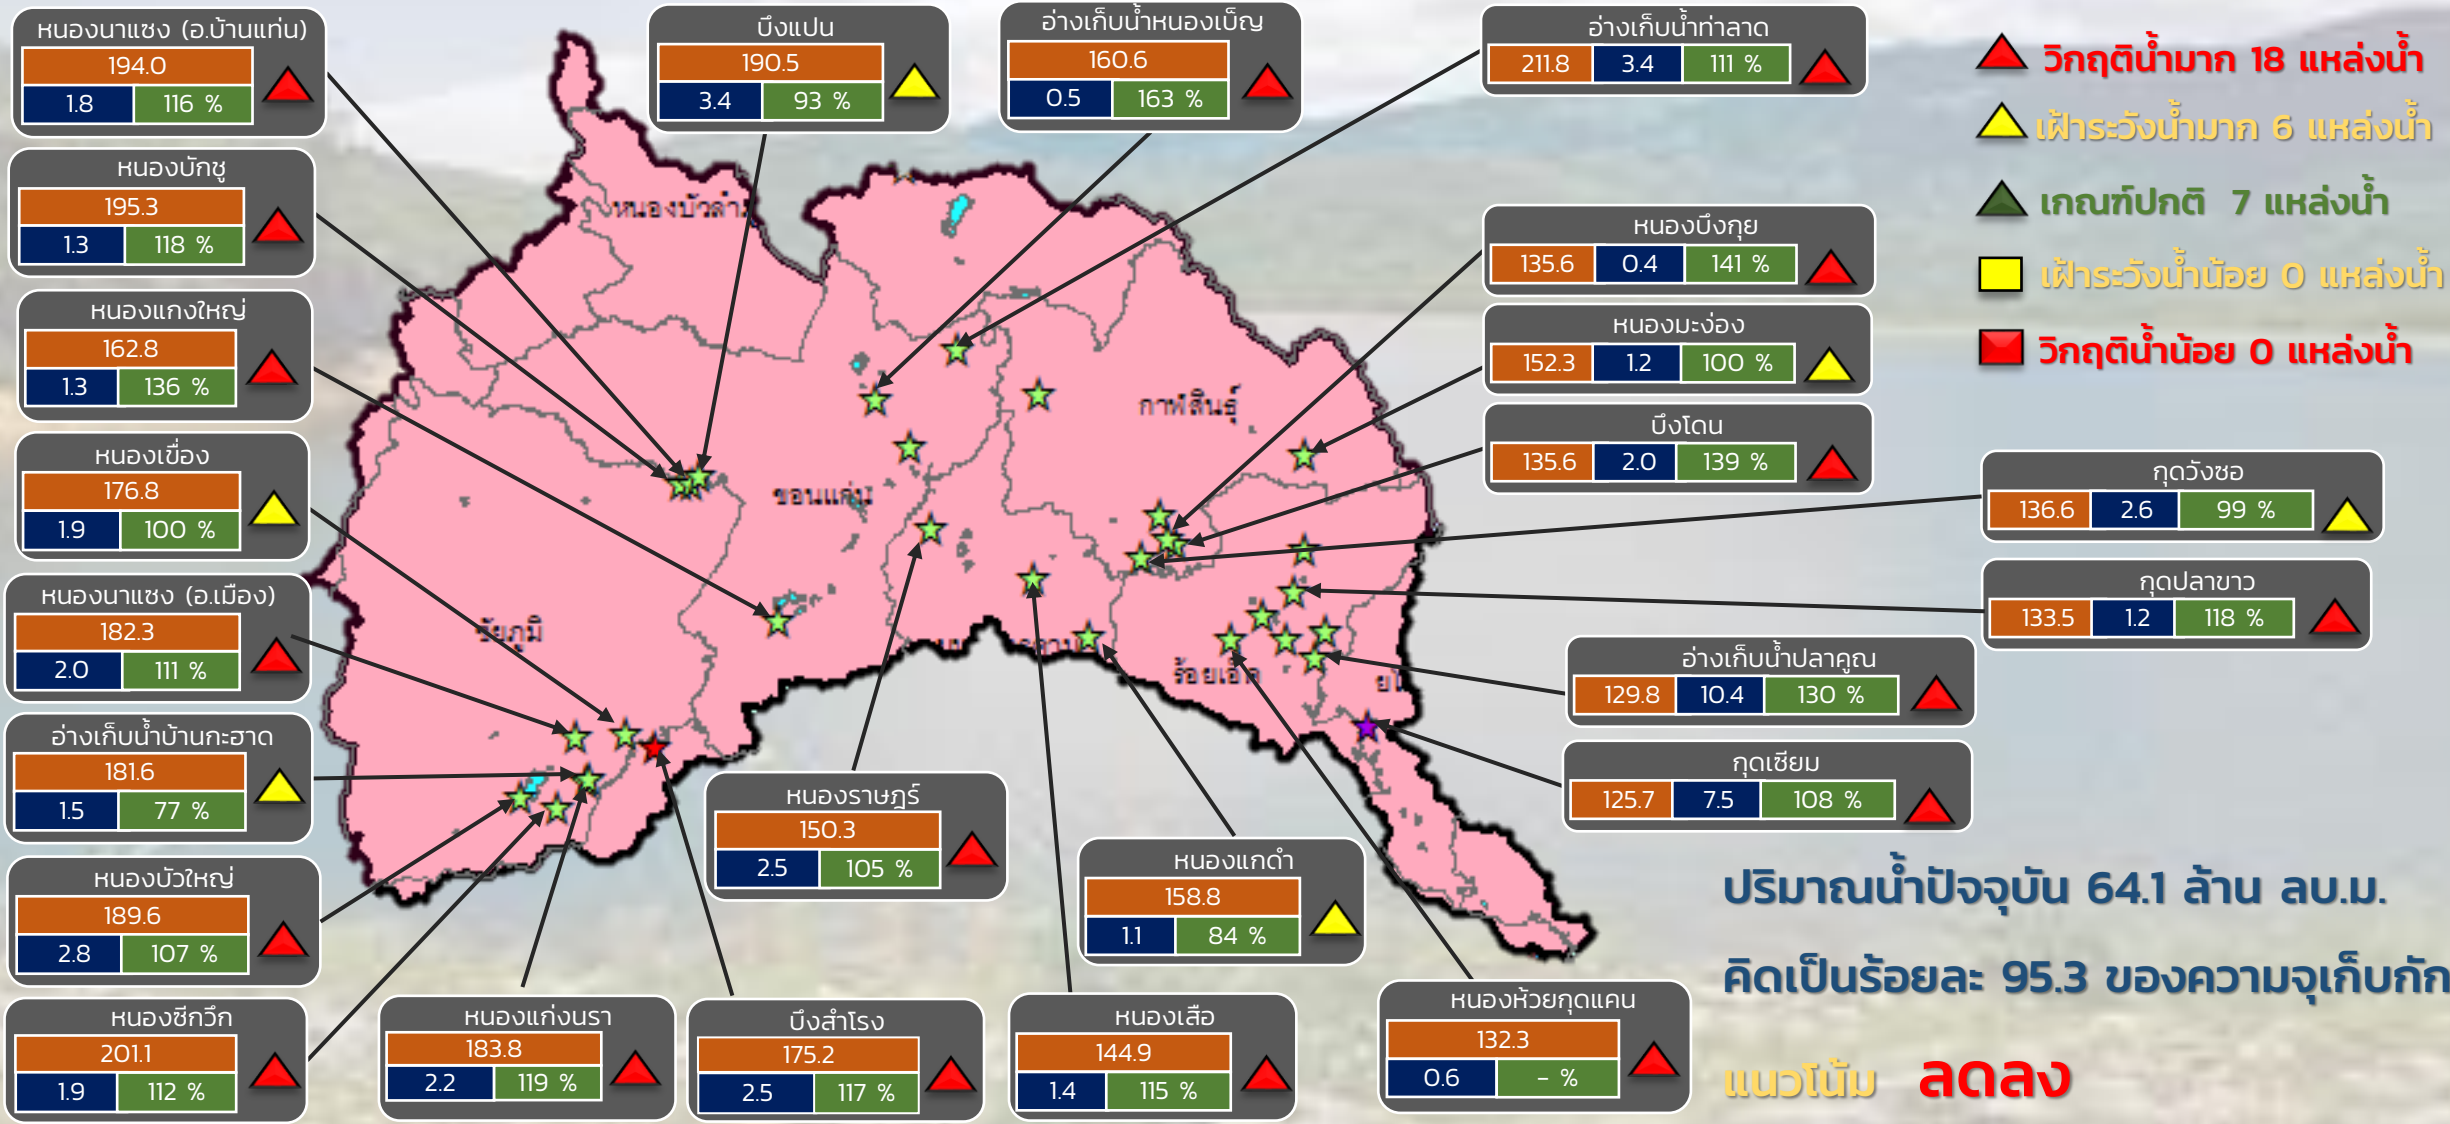 หนองนาแซง (อ.บ้านแท่น)
194.0
1.8 116 %
หนองบักชู
195.3
1.3 118 %
หนองแกงใหญ่
162.8
1.3 136 %
หนองเขื่อง
176.8
1.9 100 %
หนองนาแซง (อ.เมือง)
182.3
2.0 111 %
อ่างเก็บน้ำบ้านกะฮาด
181.6
1.5 77 %
หนองบัวใหญ่
189.6
2.8 107 %
หนองซีกวึก
201.1
1.9 112 %
บึงแปน
190.5
3.4 93 %
อ่างเก็บน้ำหนองเบ็ญ
160.6
0.5 163 %
อ่างเก็บน้ำท่าลาด
211.8 3.4 111 %
หนองบึงกุย
135.6 0.4 141 %
หนองมะง่อง
152.3 1.2 100 %
บึงโดน
135.6 2.0 139 %
กุดวังซอ
136.6 2.6 99 %
กุดปลาขาว
133.5 1.2 118 %
อ่างเก็บน้ำปลาคูณ
129.8 10.4 130 %
กุดเซียม
125.7 7.5 108 %
หนองราษฎร์
150.3
2.5 105 %
หนองแกดำ
158.8
1.1 84 %
หนองแก่งนรา
183.8
2.2 119 %
บึงสำโรง
175.2
2.5 117 %
หนองเสือ
144.9
1.4 115 %
หนองห้วยกุดแคน
132.3
0.6 - %
กาฬสินธุ์
ขอนแก่น
ชัยภูมิ
ร้อยเอ็ด
วิกฤติน้ำมาก 18 แหล่งน้ำ
เฝ้าระวังน้ำมาก 6 แหล่งน้ำ
เกณฑ์ปกติ 7 แหล่งน้ำ
เฝ้าระวังน้ำน้อย 0 แหล่งน้ำ
วิกฤติน้ำน้อย 0 แหล่งน้ำ
ปริมาณน้ำปัจจุบัน 64.1 ล้าน ลบ.ม.
คิดเป็นร้อยละ 95.3 ของความจุเก็บกัก
แนวโน้ม ลดลง